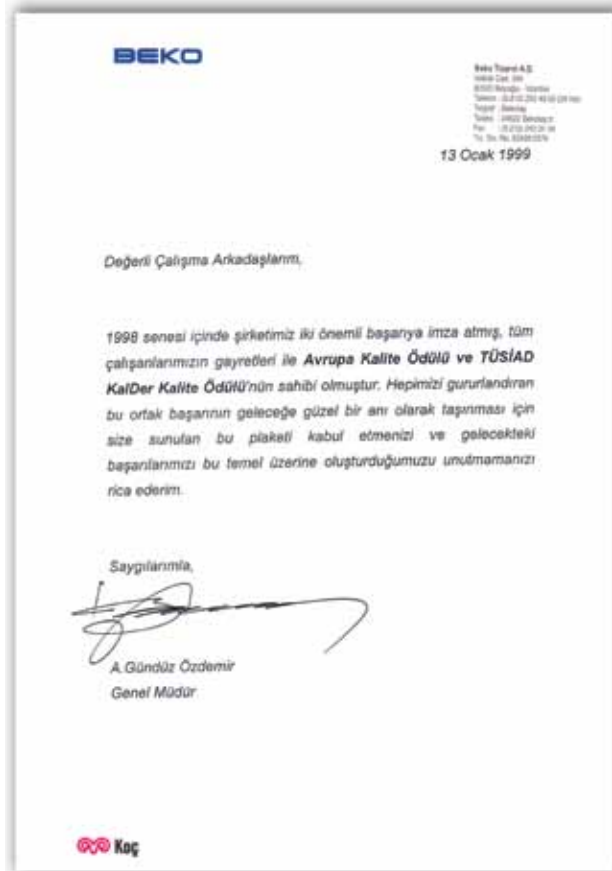 BEKO
Beko Ticaret A.Ş.
13 Ocak 1999
Değerli Çalışma Arkadaşlarım,
1998 senesi içinde şirketimiz iki önemli başarıya imza atmış, tüm
çalışanlarımızın gayretleri ile Avrupa Kalite Ödülü ve TÜSİAD
KalDer Kalite Ödülü'nün sahibi olmuştur. Hepimizi gururlandıran
bu ortak başarının geleceğe güzel bir anı olarak taşınması için
size sunulan bu plaketi kabul etmenizi ve gelecekteki
başarılarımızı bu temel üzerine oluşturduğumuzu unutmamanızı
rica ederim.
Saygılarımla,
A.Gündüz Özdemir
Genel Müdür
Koç